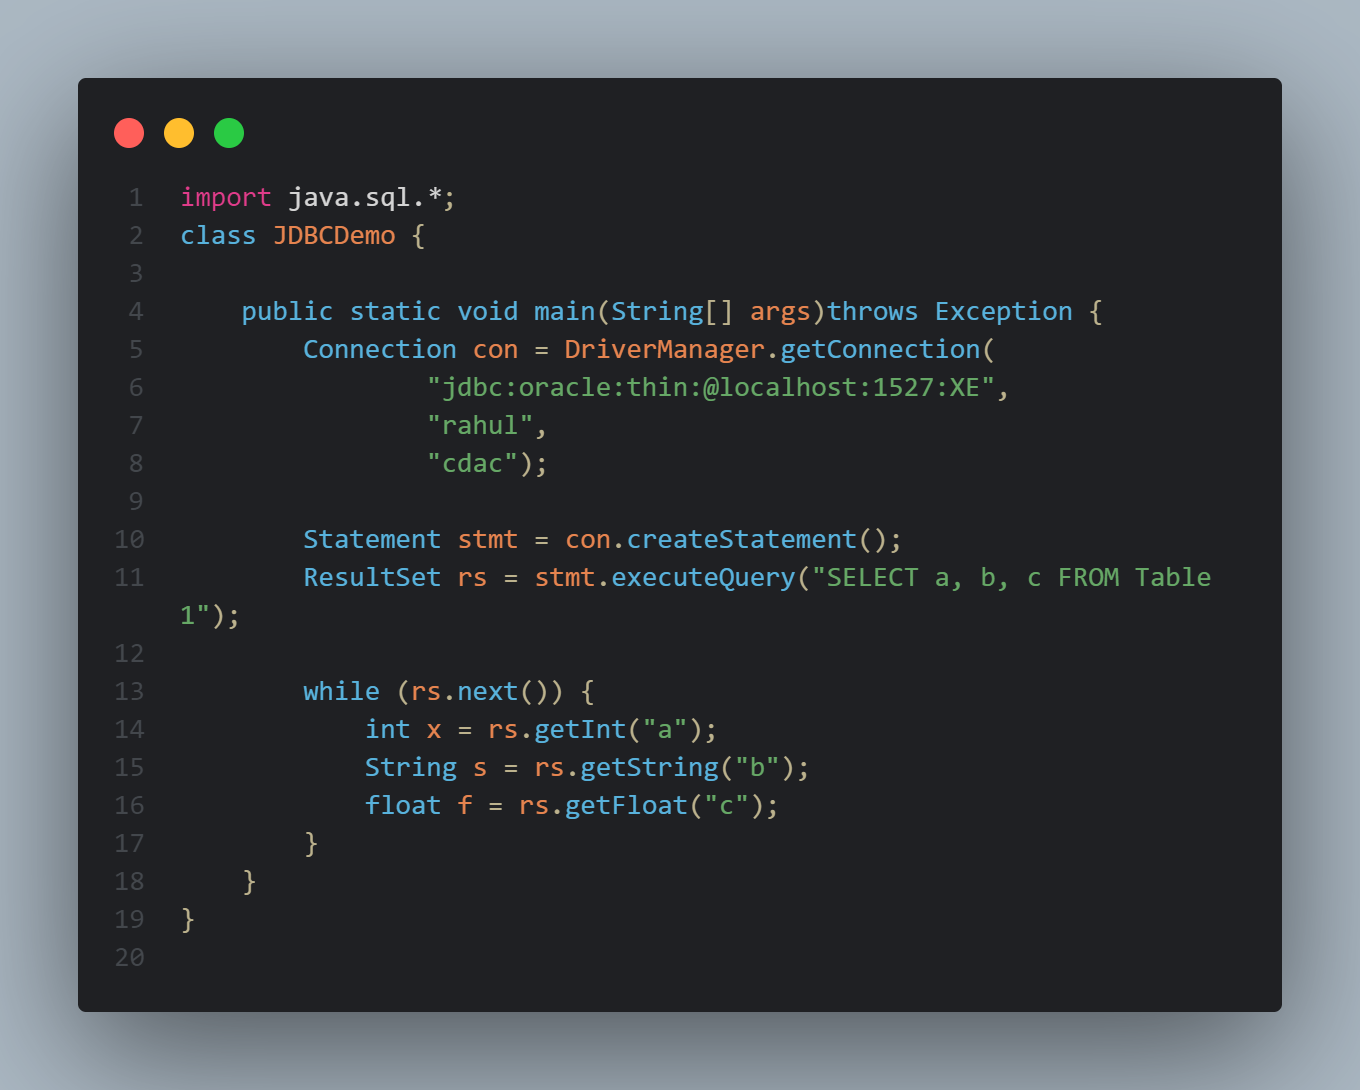 1 import java.sql.*;
2 class JDBCDemo {
3
4     public static void main(String[] args)throws Exception {
5         Connection con = DriverManager.getConnection(
6                 "jdbc:oracle:thin:@localhost:1527:XE",
7                 "rahul",
8                 "cdac");
9
10         Statement stmt = con.createStatement();
11         ResultSet rs = stmt.executeQuery("SELECT a, b, c FROM Table
1");
12
13         while (rs.next()) {
14             int x = rs.getInt("a");
15             String s = rs.getString("b");
16             float f = rs.getFloat("c");
17         }
18     }
19 }
20